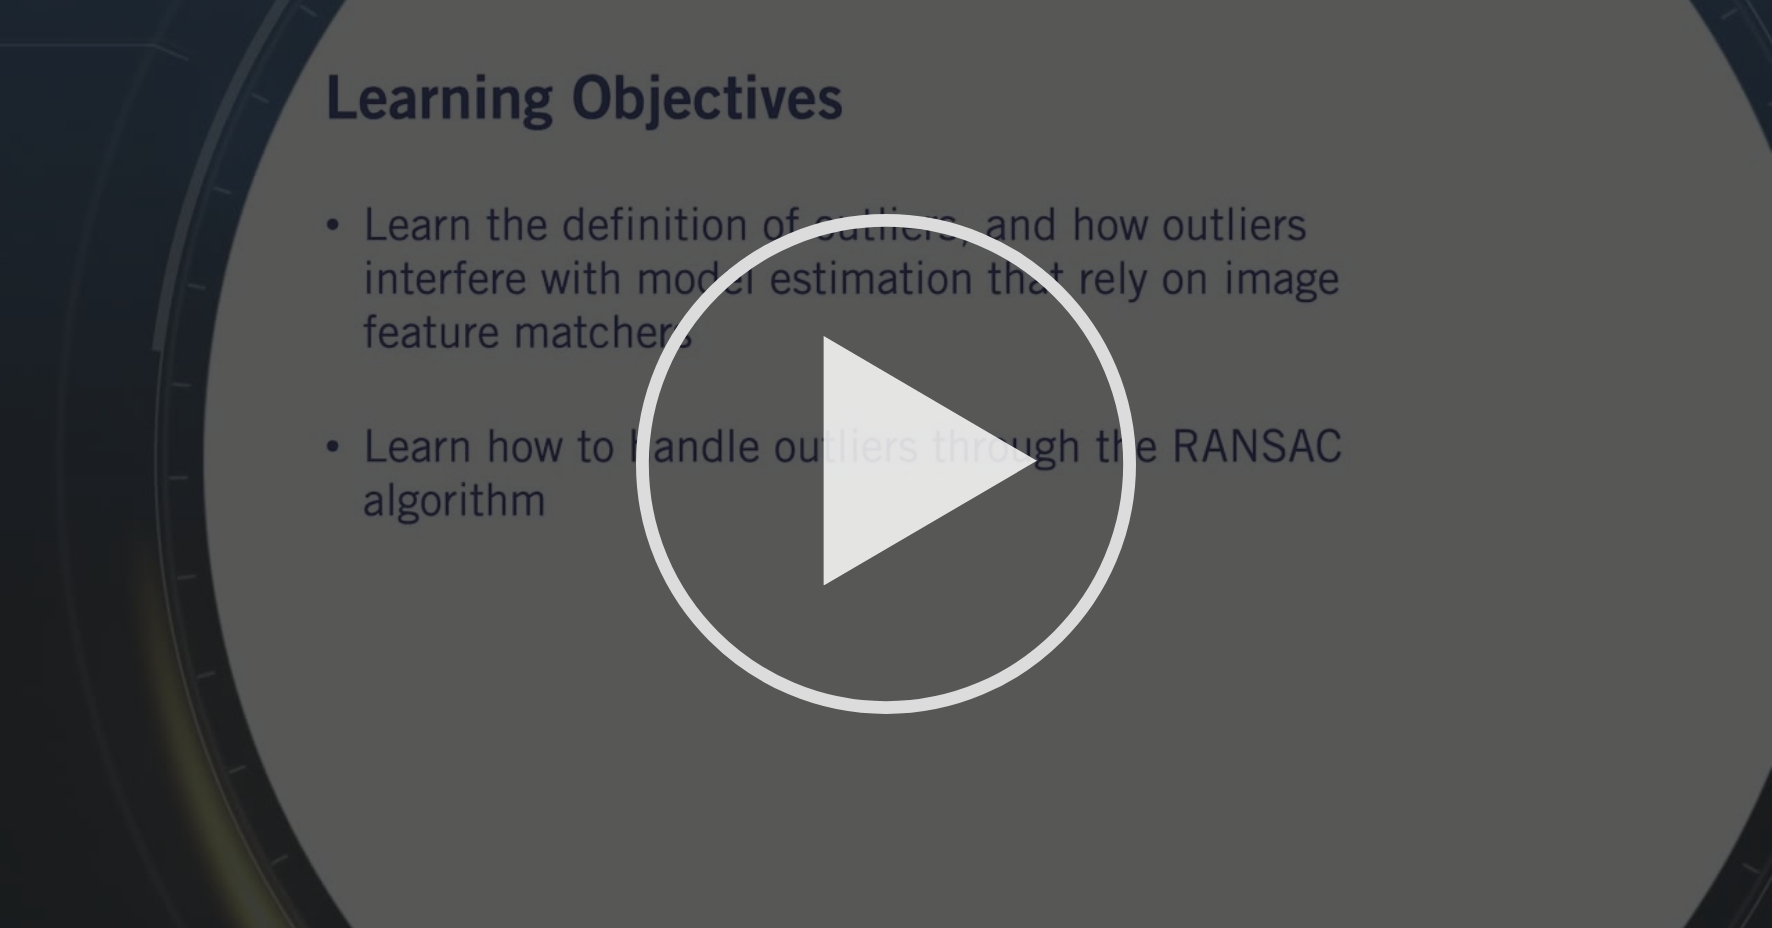 Learning Objectives
• Learn the definition of outliers, and how outliers
interfere with model estimation that rely on image
feature matchers
• Learn how to handle outliers through the RANSAC
algorithm